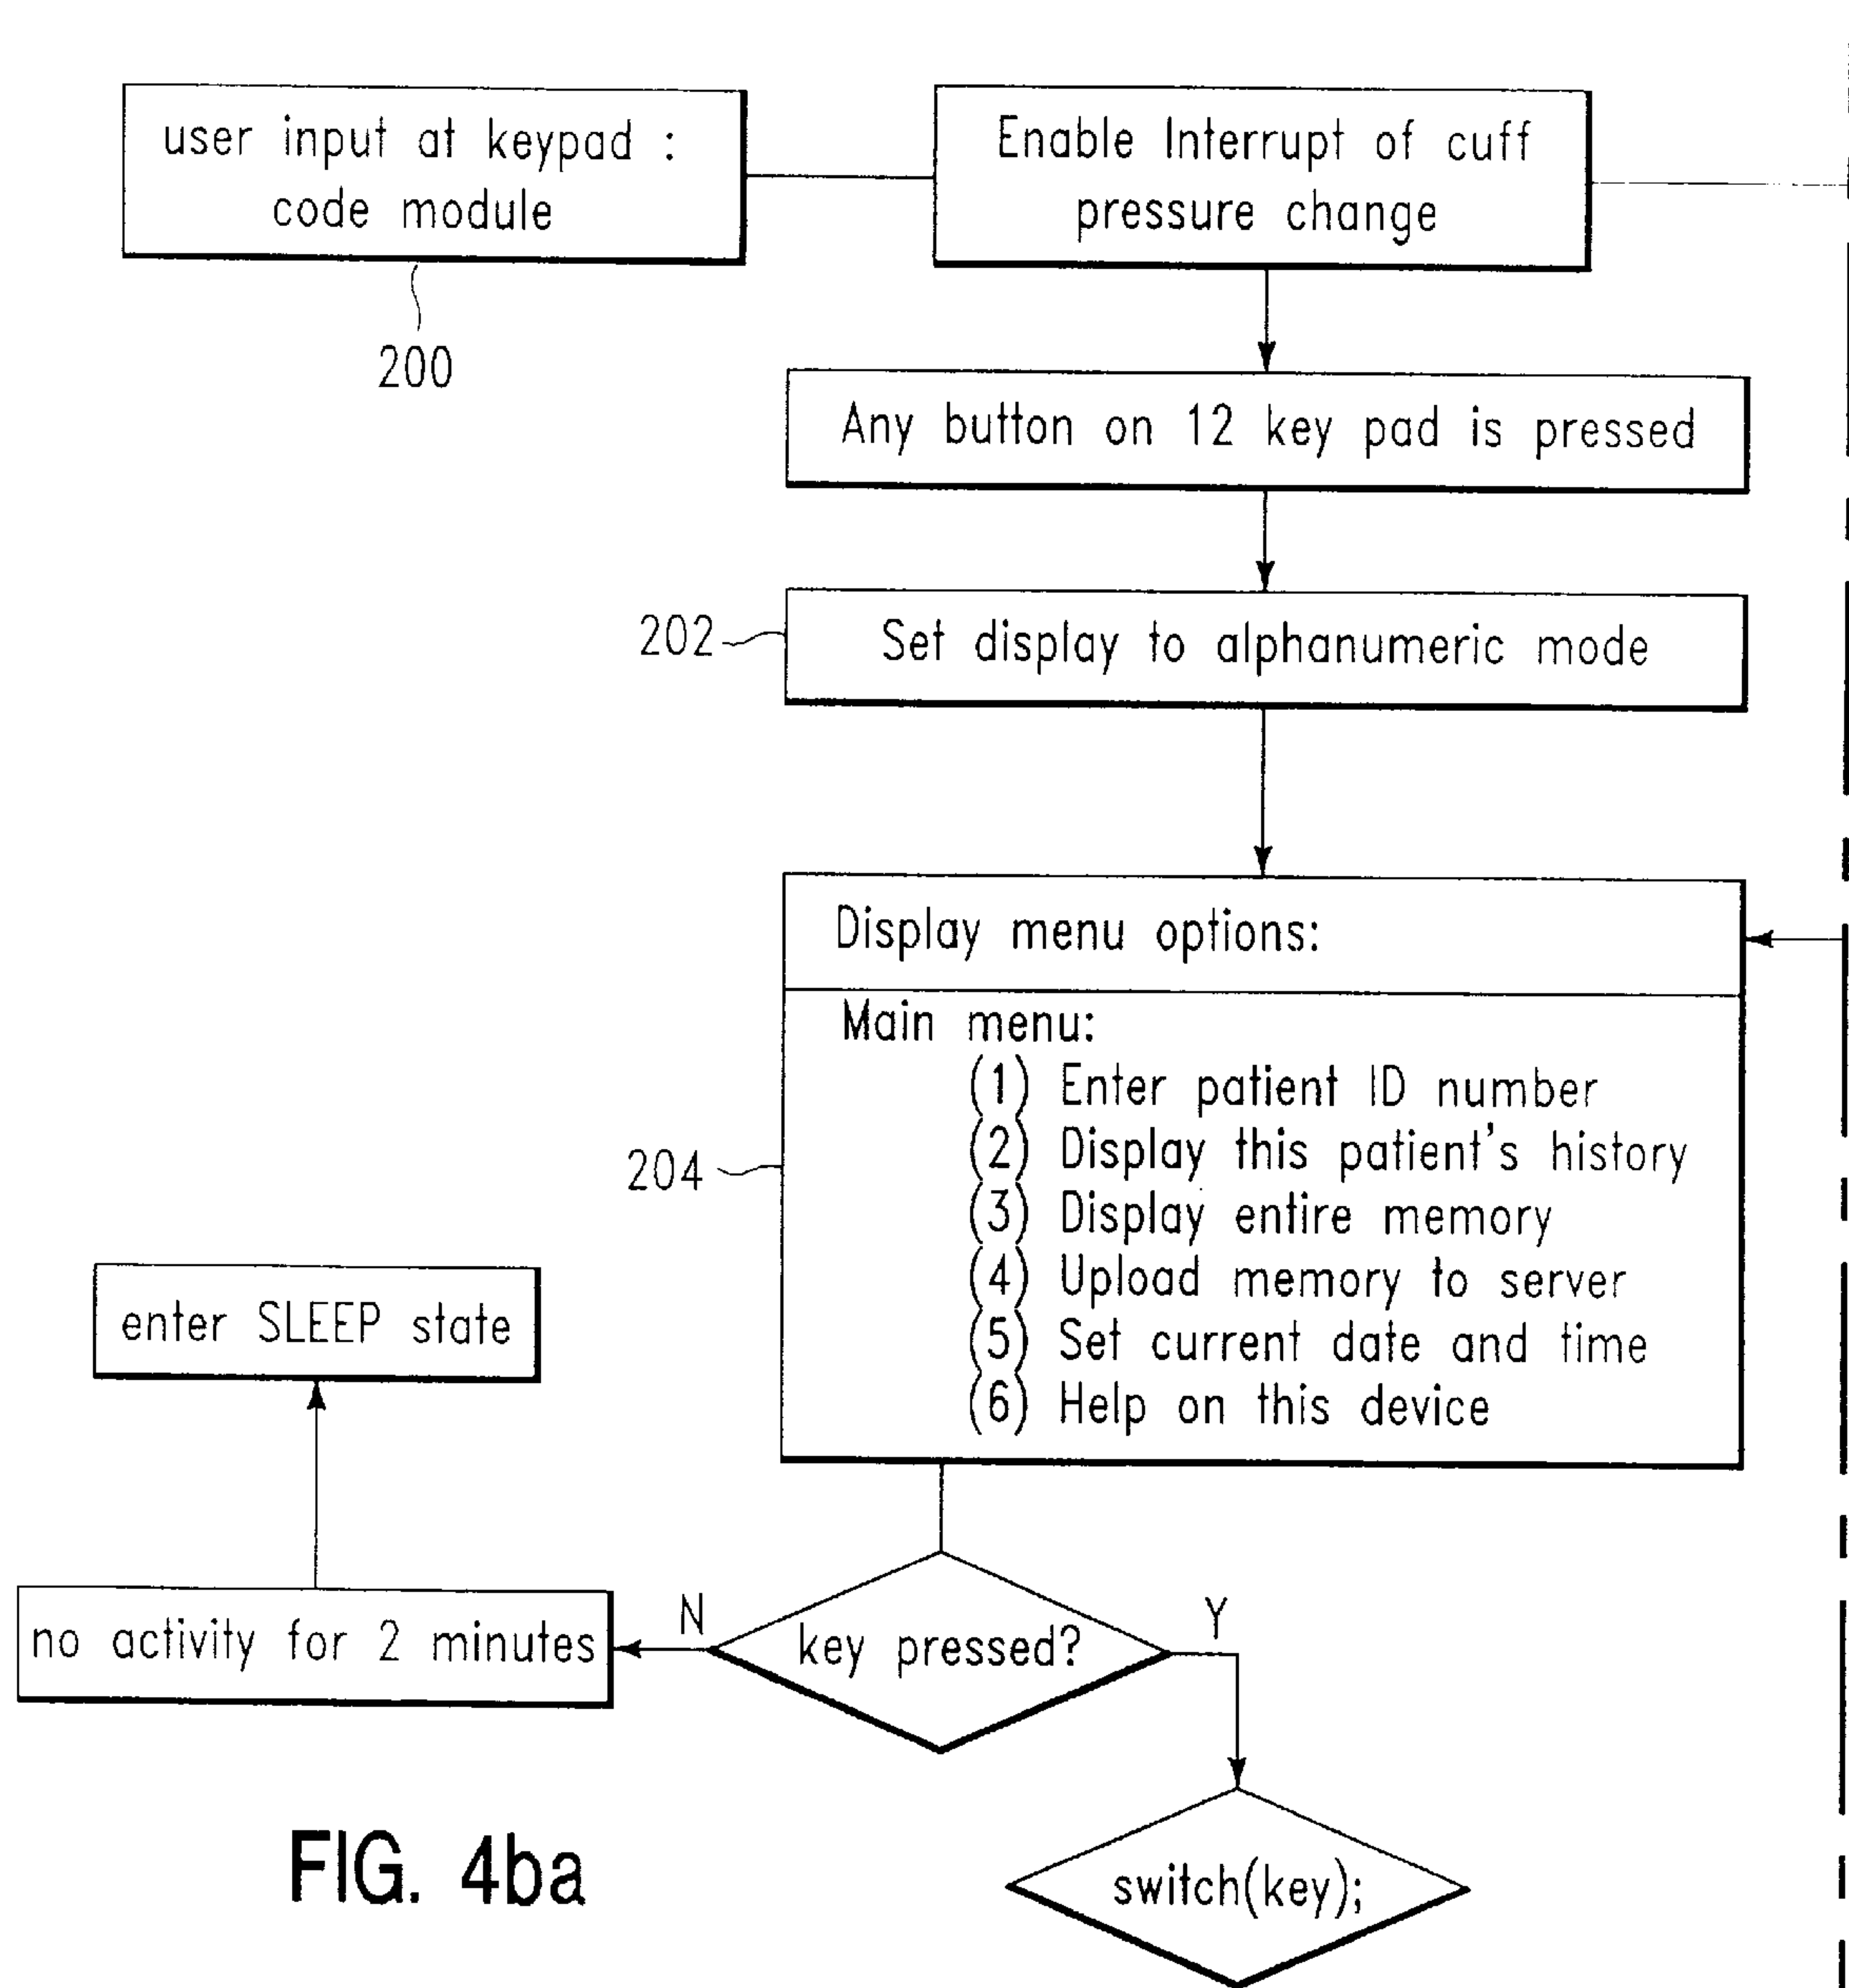 user input at keypad :
code module
200
Enable Interrupt of cuff
pressure change
Any button on 12 key pad is pressed
202
Set display to alphanumeric mode
Display menu options:
Main menu:
(1) Enter patient ID number
(2) Display this patient's history
(3) Display entire memory
(4) Upload memory to server
(5) Set current date and time
(6) Help on this device
204
enter SLEEP state
no activity for 2 minutes
N
key pressed?
Y
switch(key);
FIG. 4ba